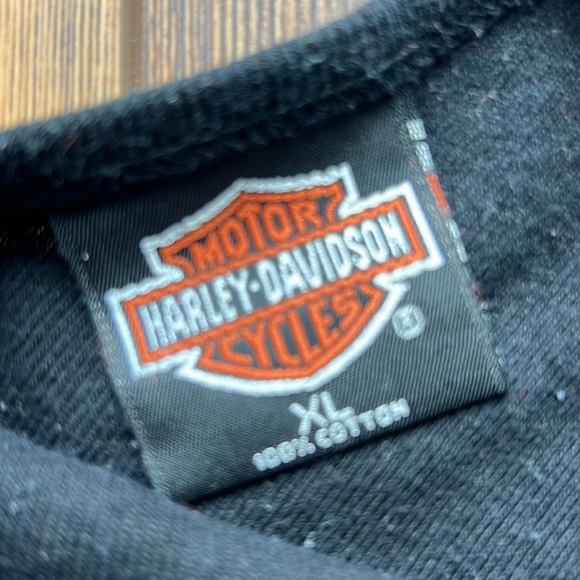 MOTOR
HARLEY-DAVIDSON
CYCLES
®
XL
100% COTTON